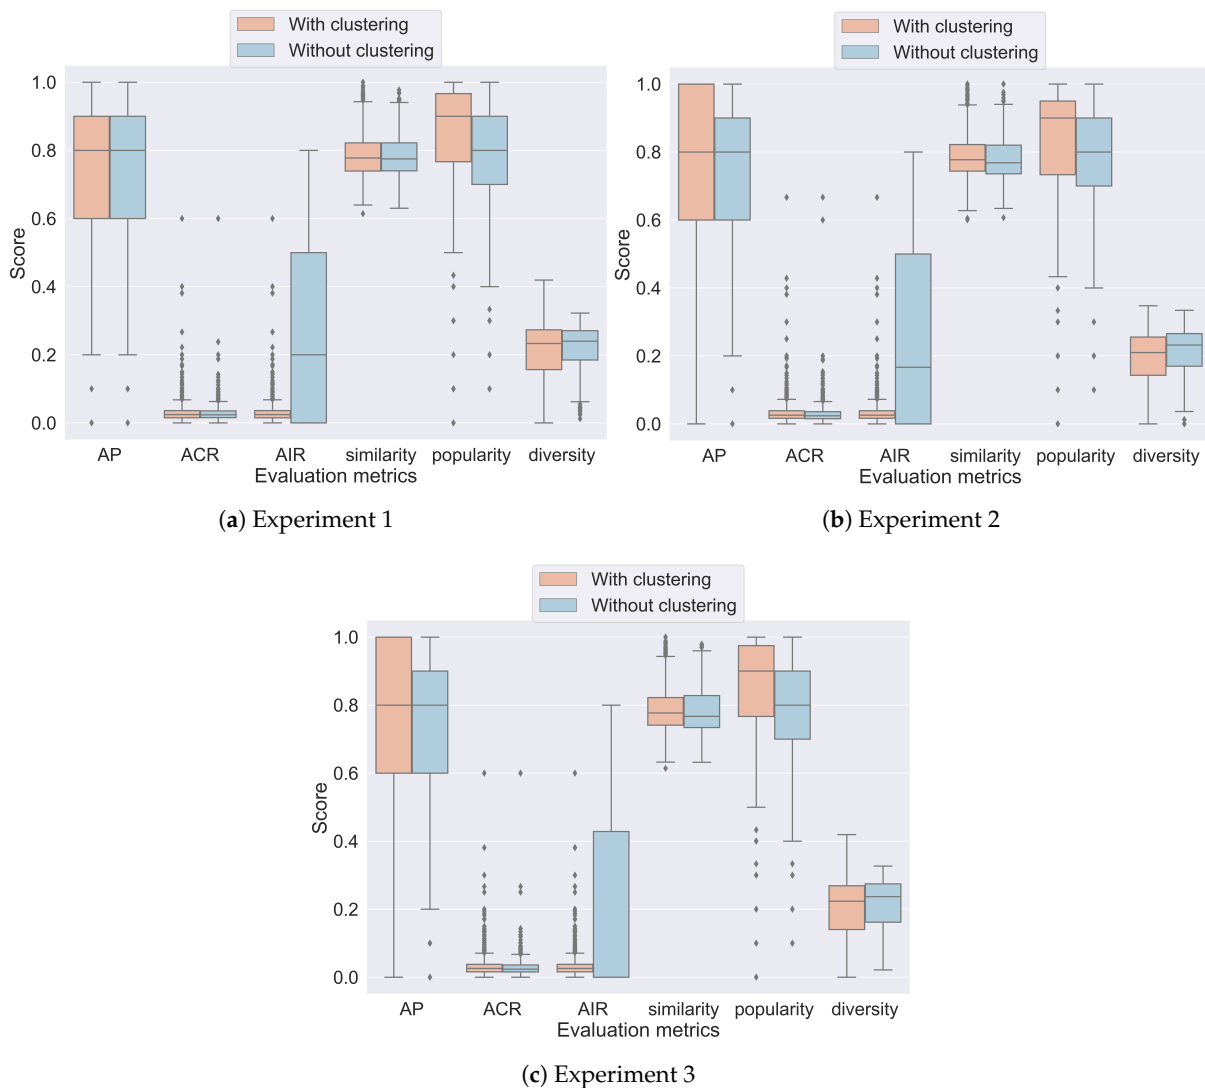 With clustering
Without clustering
1.0
0.8
0.6
0.4
0.2
0.0
Score
AP ACR AIR similarity popularity diversity
Evaluation metrics
(a) Experiment 1
With clustering
Without clustering
1.0
0.8
0.6
0.4
0.2
0.0
Score
AP ACR AIR similarity popularity diversity
Evaluation metrics
(b) Experiment 2
With clustering
Without clustering
1.0
0.8
0.6
0.4
0.2
0.0
Score
AP ACR AIR similarity popularity diversity
Evaluation metrics
(c) Experiment 3